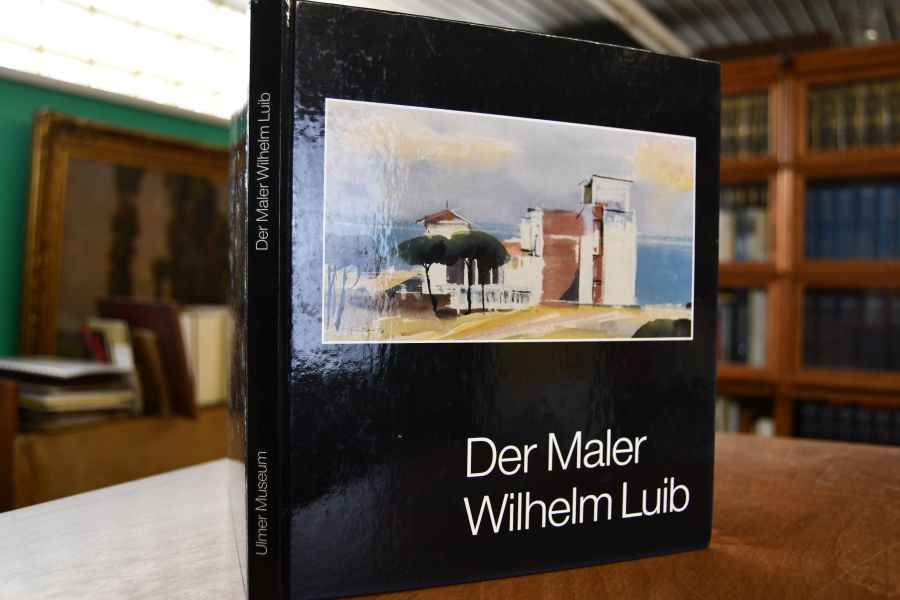 Der Maler Wilhelm Luib
Ulmer Museum
Der Maler
Wilhelm Luib